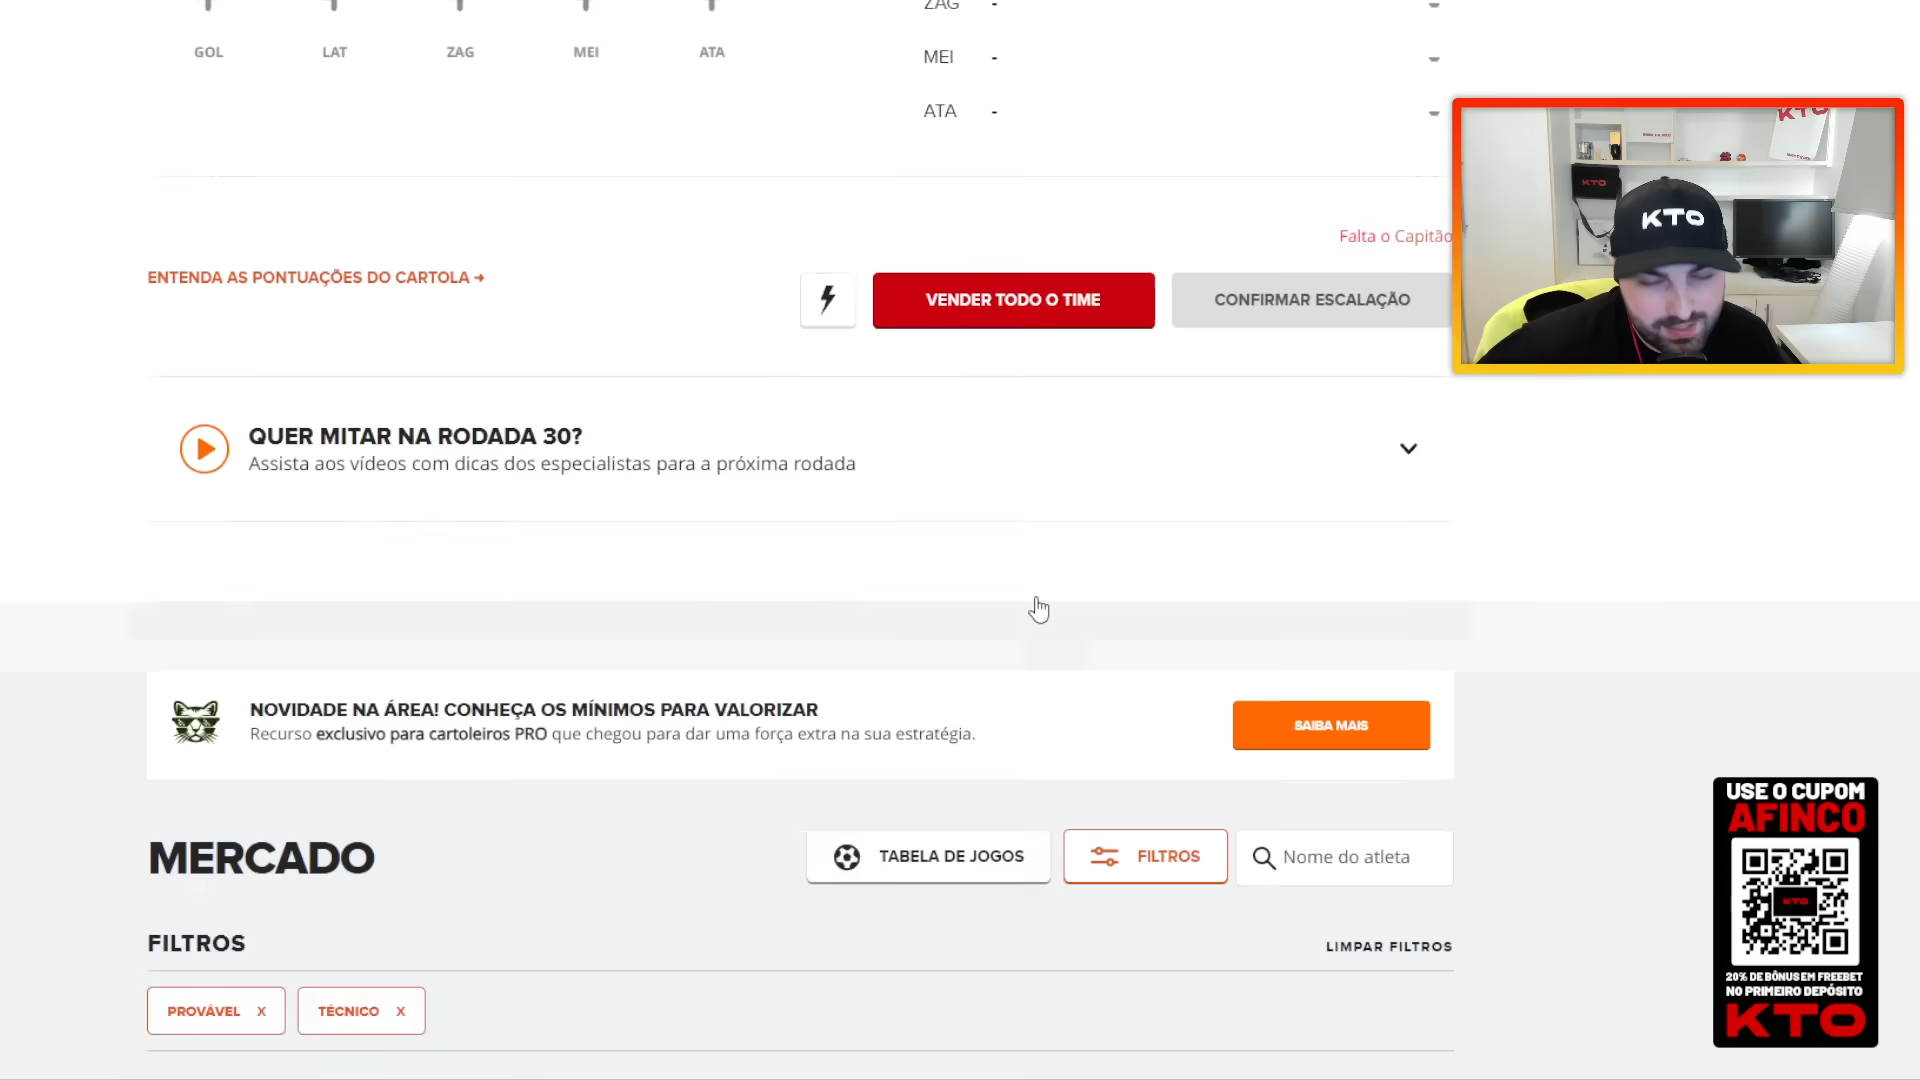 ZAG -
GOL LAT ZAG MEI ATA
MEI -
ATA -
KTO
KTO
KTO
Falta o Capitão
ENTENDA AS PONTUAÇÕES DO CARTOLA →
VENDER TODO O TIME
CONFIRMAR ESCALAÇÃO
QUER MITAR NA RODADA 30?
Assista aos vídeos com dicas dos especialistas para a próxima rodada
NOVIDADE NA ÁREA! CONHEÇA OS MÍNIMOS PARA VALORIZAR
Recurso exclusivo para cartoleiros PRO que chegou para dar uma força extra na sua estratégia.
SAIBA MAIS
MERCADO
TABELA DE JOGOS
FILTROS
Nome do atleta
FILTROS
LIMPAR FILTROS
PROVÁVEL X
TÉCNICO X
USE O CUPOM
AFINCO
KTO
20% DE BÔNUS EM FREEBET
NO PRIMEIRO DEPÓSITO
KTO